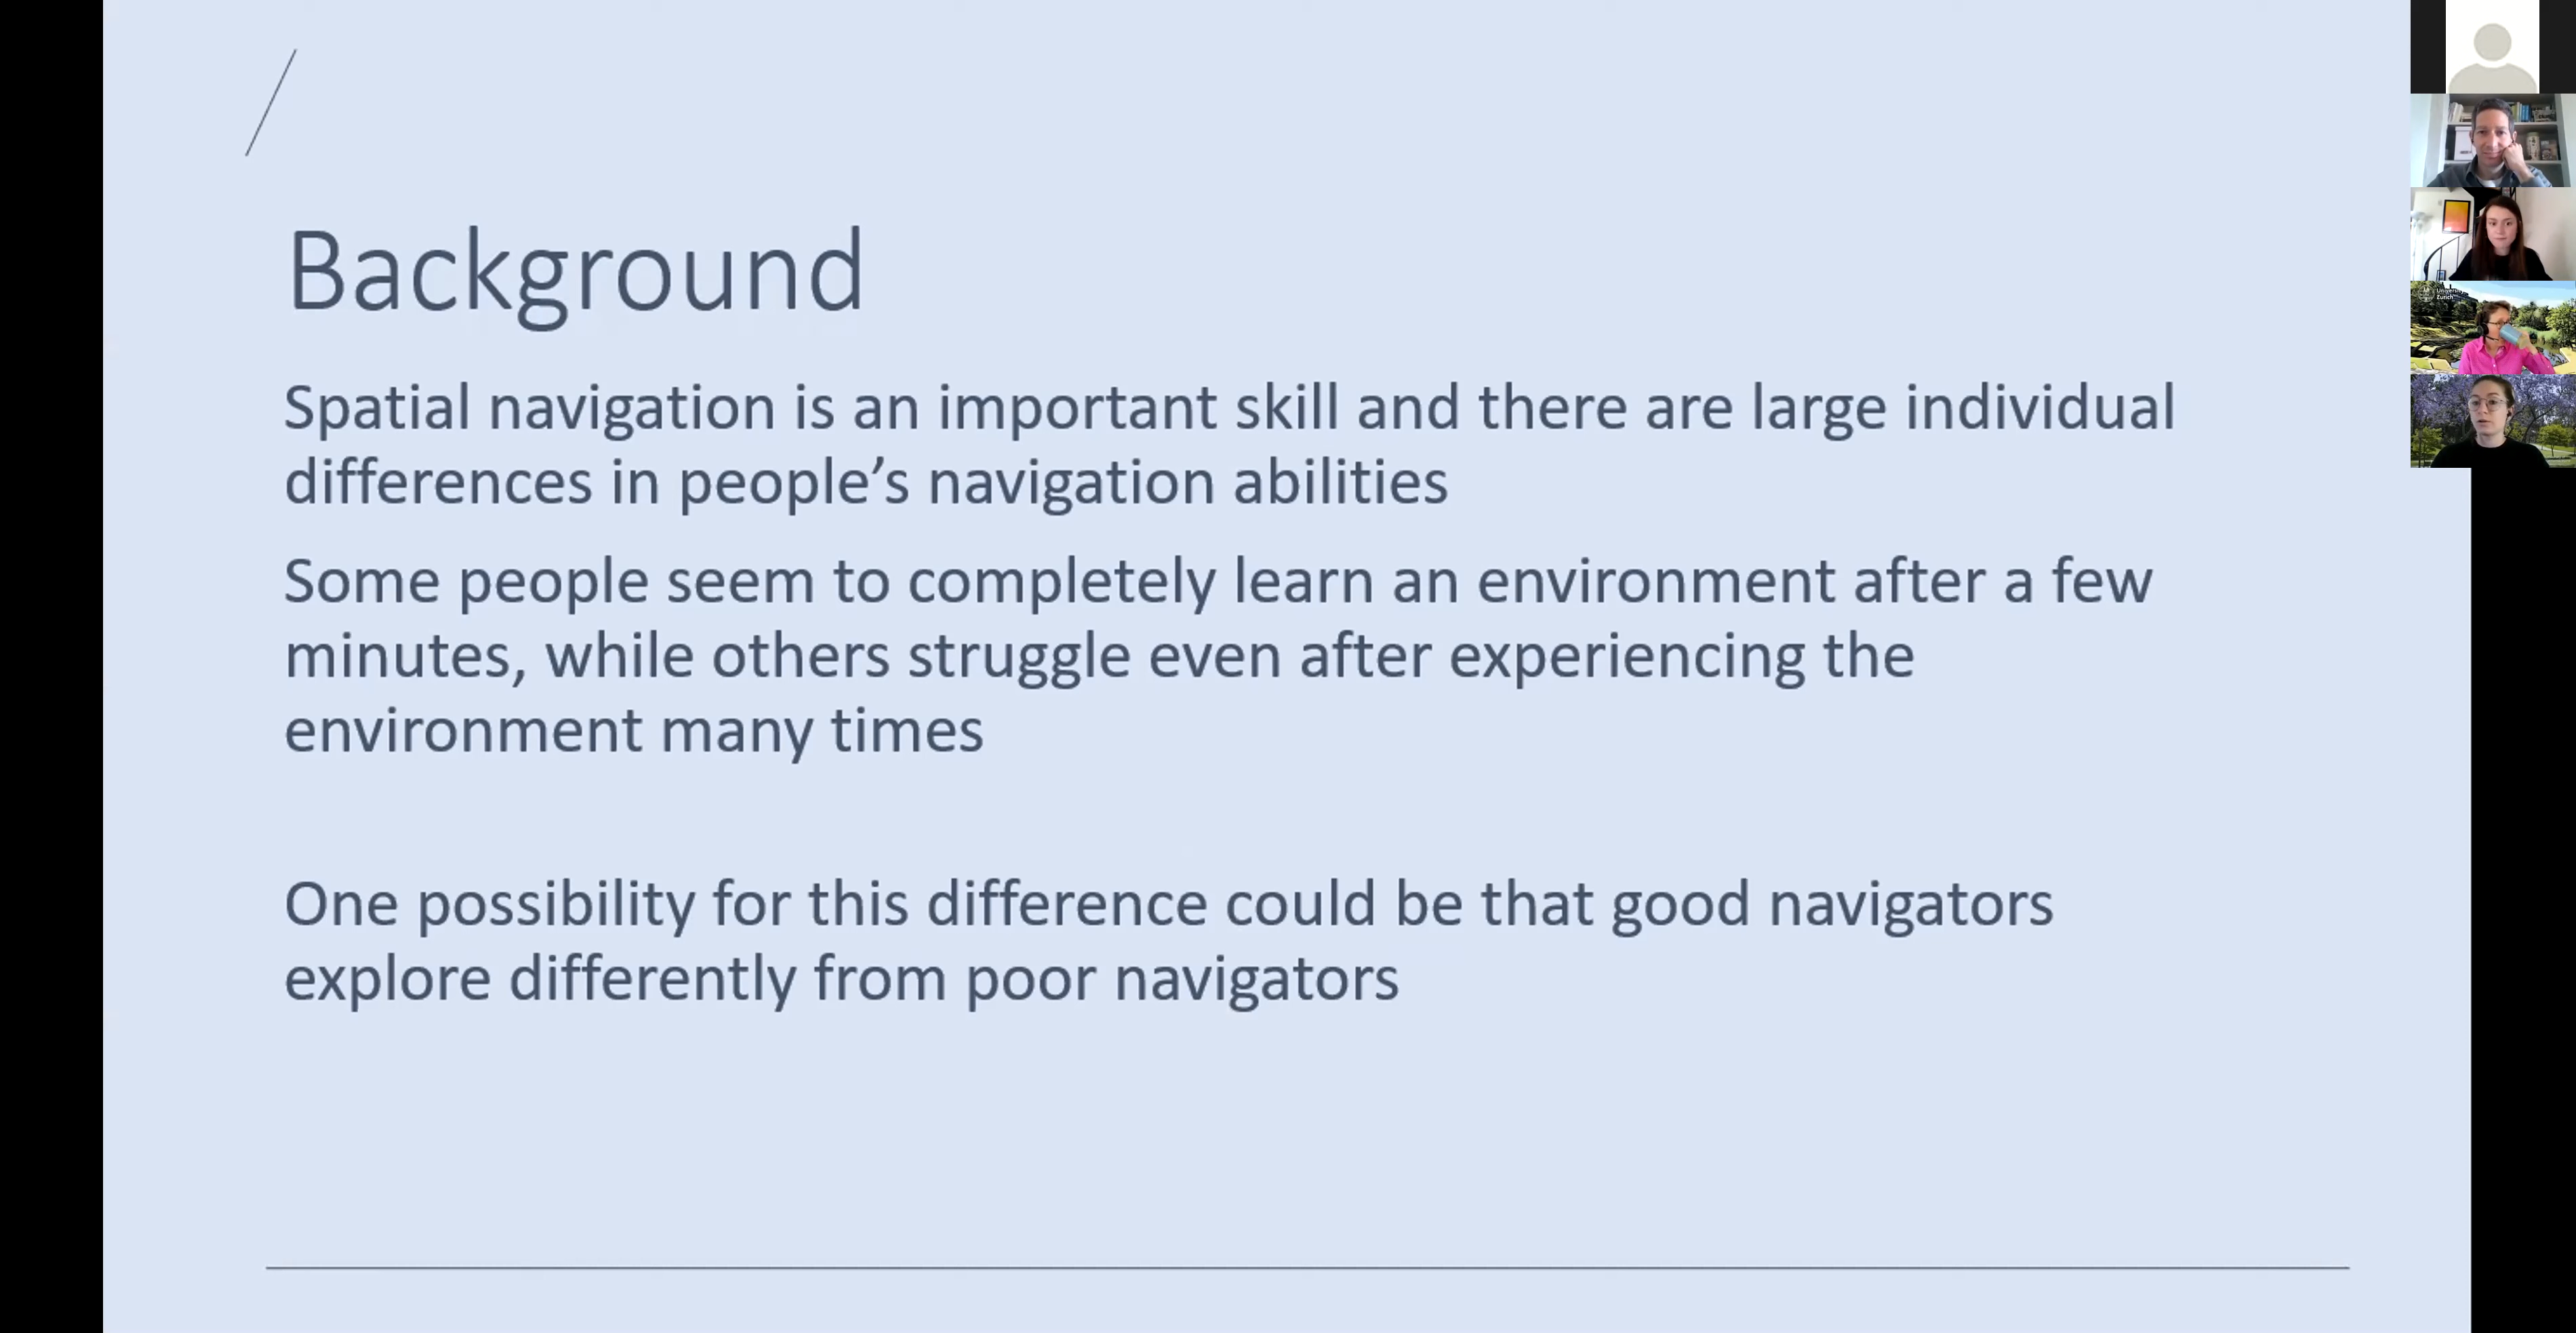 Background
Spatial navigation is an important skill and there are large individual
differences in people’s navigation abilities
Some people seem to completely learn an environment after a few
minutes, while others struggle even after experiencing the
environment many times
One possibility for this difference could be that good navigators
explore differently from poor navigators
Zurich